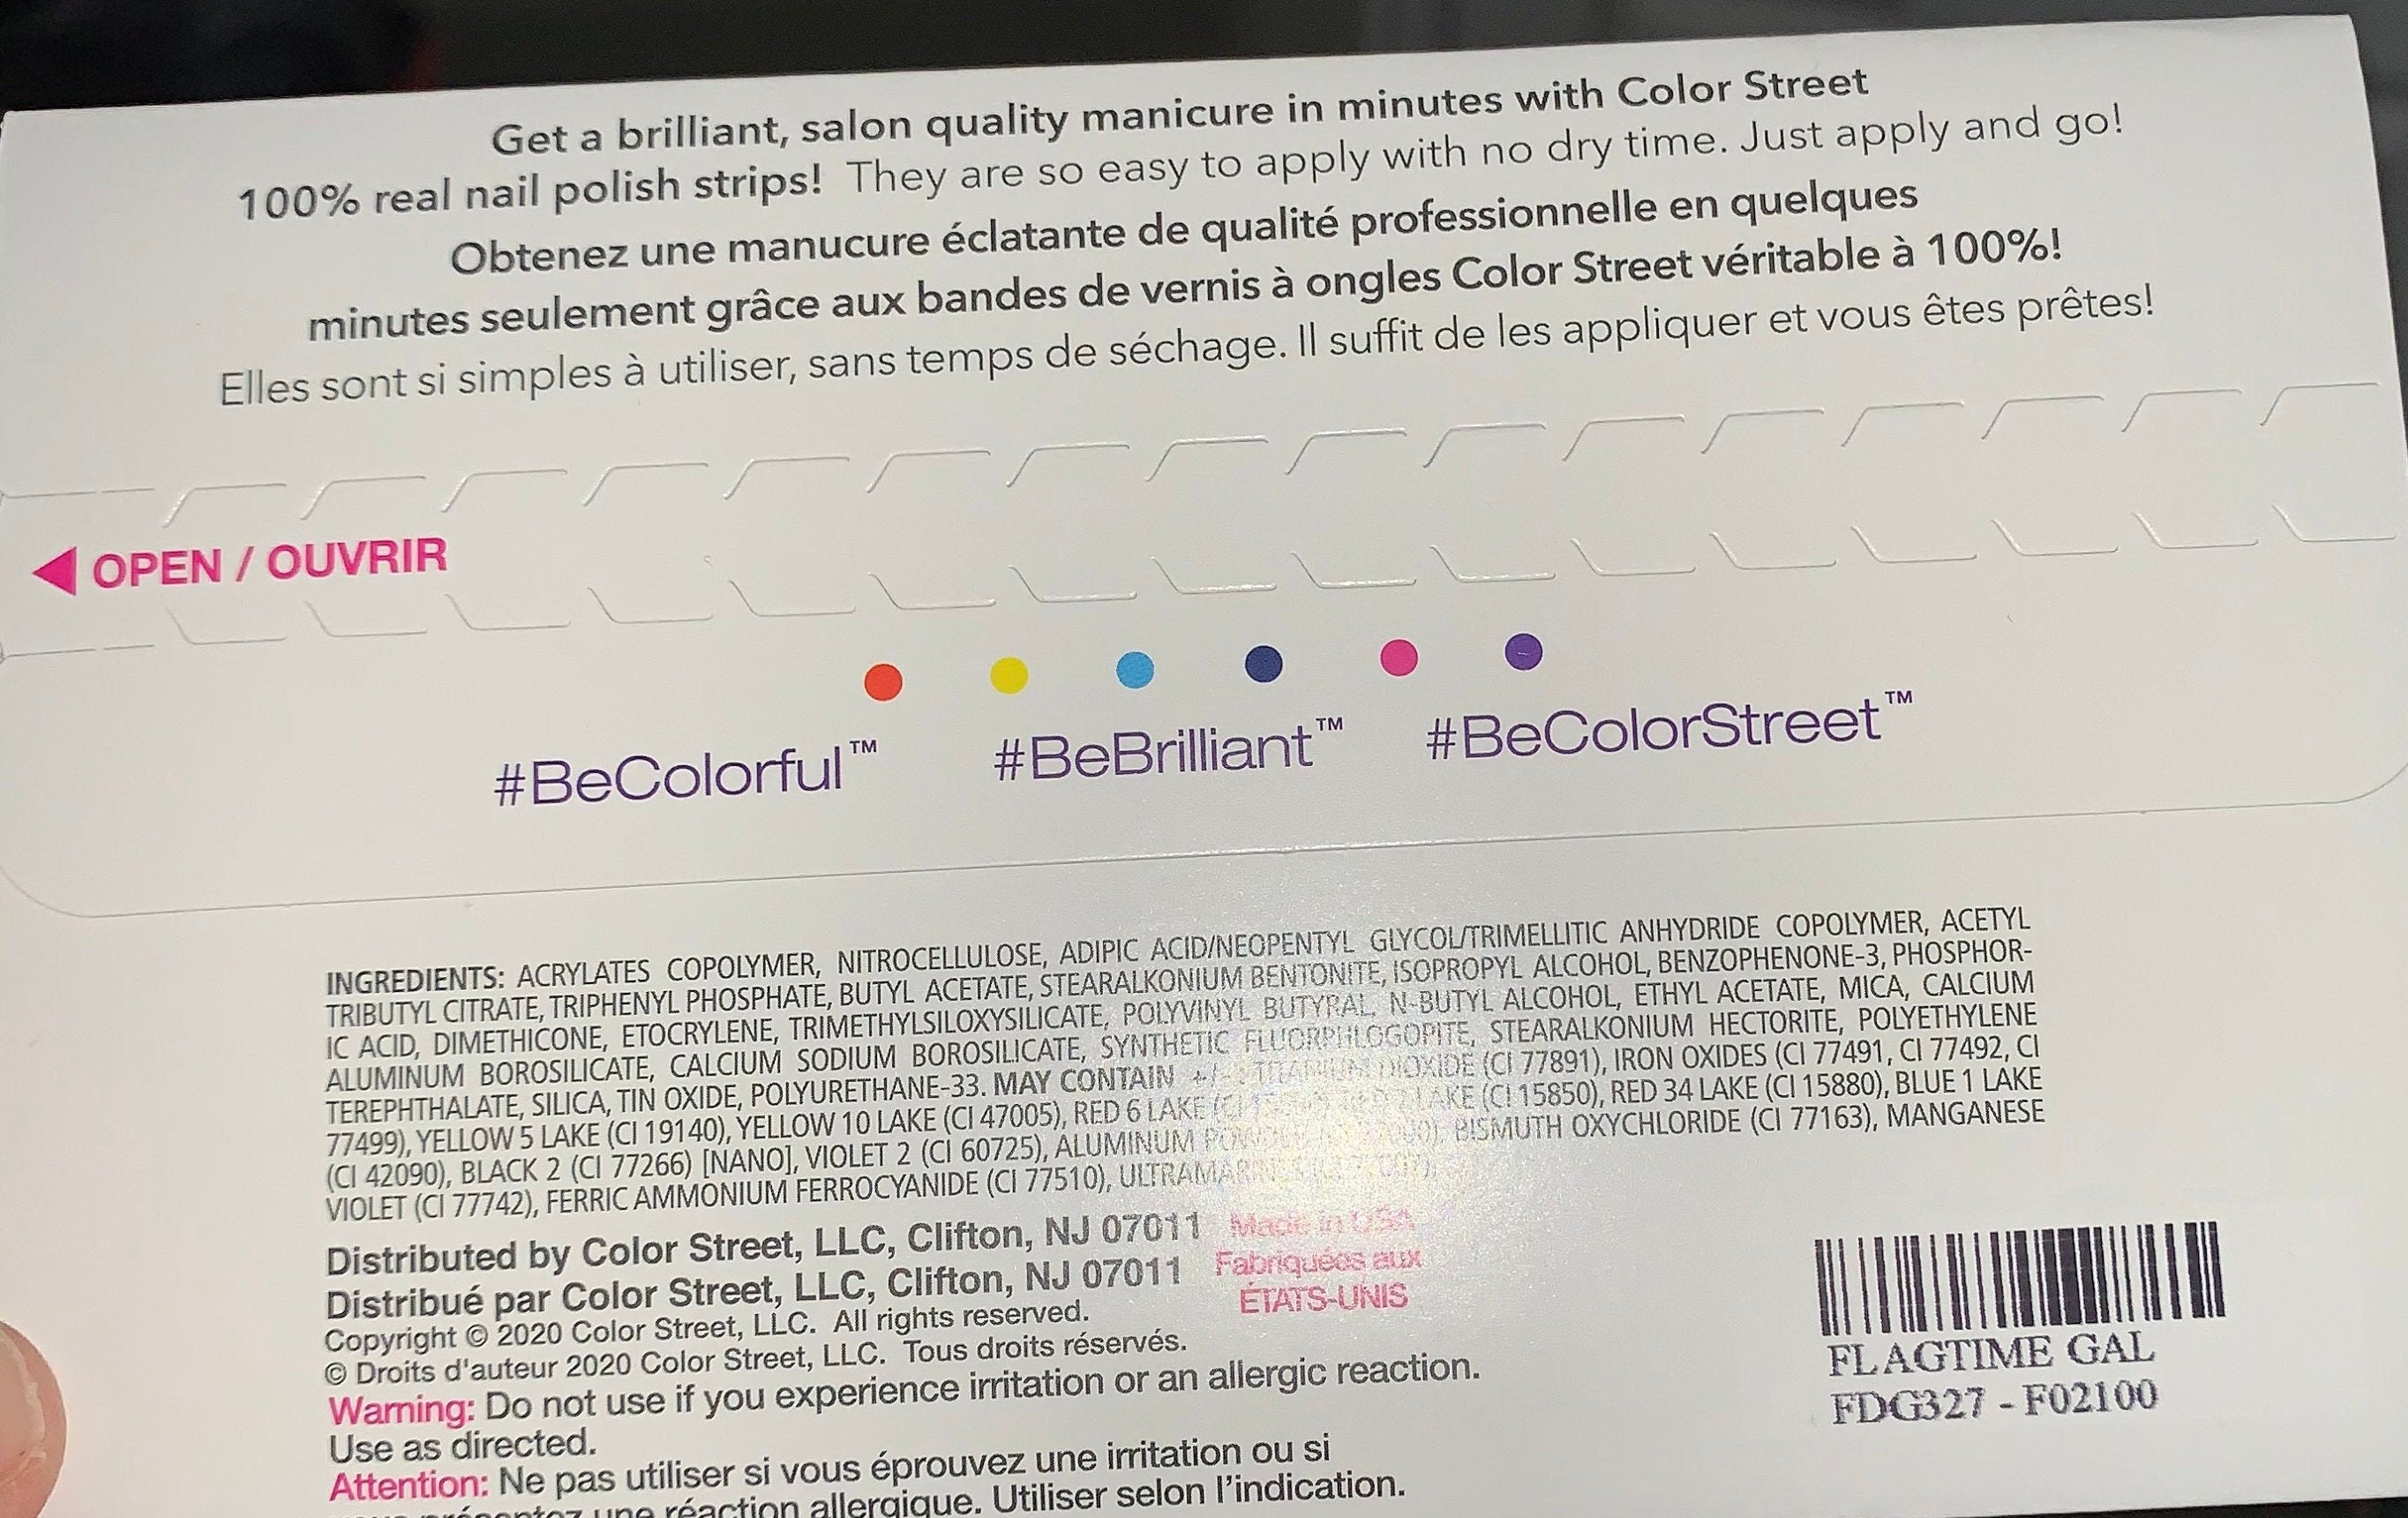 Get a brilliant, salon quality manicure in minutes with Color Street
100% real nail polish strips! They are so easy to apply with no dry time. Just apply and go!
Obtenez une manucure éclatante de qualité professionnelle en quelques
minutes seulement grâce aux bandes de vernis à ongles Color Street véritable à 100%!
Elles sont si simples à utiliser, sans temps de séchage. Il suffit de les appliquer et vous êtes prêtes!
OPEN / OUVRIR
#BeColorful™ #BeBrilliant™ #BeColorStreet™
INGREDIENTS: ACRYLATES COPOLYMER, NITROCELLULOSE, ADIPIC ACID/NEOPENTYL GLYCOL/TRIMELLITIC ANHYDRIDE COPOLYMER, ACETYL
TRIBUTYL CITRATE, TRIPHENYL PHOSPHATE, BUTYL ACETATE, STEARALKONIUM BENTONITE, ISOPROPYL ALCOHOL, BENZOPHENONE-3, PHOSPHOR-
IC ACID, DIMETHICONE, ETOCRYLENE, TRIMETHYLSILOXYSILICATE, POLYVINYL BUTYRAL, N-BUTYL ALCOHOL, ETHYL ACETATE, MICA, CALCIUM
ALUMINUM BOROSILICATE, CALCIUM SODIUM BOROSILICATE, SYNTHETIC FLUORPHLOGOPITE, STEARALKONIUM HECTORITE, POLYETHYLENE
TEREPHTHALATE, SILICA, TIN OXIDE, POLYURETHANE-33. MAY CONTAIN +/- : TITANIUM DIOXIDE (CI 77891), IRON OXIDES (CI 77491, CI 77492, CI
77499), YELLOW 5 LAKE (CI 19140), YELLOW 10 LAKE (CI 47005), RED 6 LAKE LAKE (CI 15850), RED 34 LAKE (CI 15880), BLUE 1 LAKE
(CI 42090), BLACK 2 (CI 77266) [NANO], VIOLET 2 (CI 60725), ALUMINUM POWDER BISMUTH OXYCHLORIDE (CI 77163), MANGANESE
VIOLET (CI 77742), FERRIC AMMONIUM FERROCYANIDE (CI 77510),
Distributed by Color Street, LLC, Clifton, NJ 07011
Distribué par Color Street, LLC, Clifton, NJ 07011
Made in USA
Fabriquées aux
ÉTATS-UNIS
Copyright © 2020 Color Street, LLC. All rights reserved.
© Droits d'auteur 2020 Color Street, LLC. Tous droits réservés.
Warning: Do not use if you experience irritation or an allergic reaction.
Use as directed.
Attention: Ne pas utiliser si vous éprouvez une irritation ou si
une réaction allergique. Utiliser selon l'indication.
FLAGTIME GAL
FDG327 - F02100